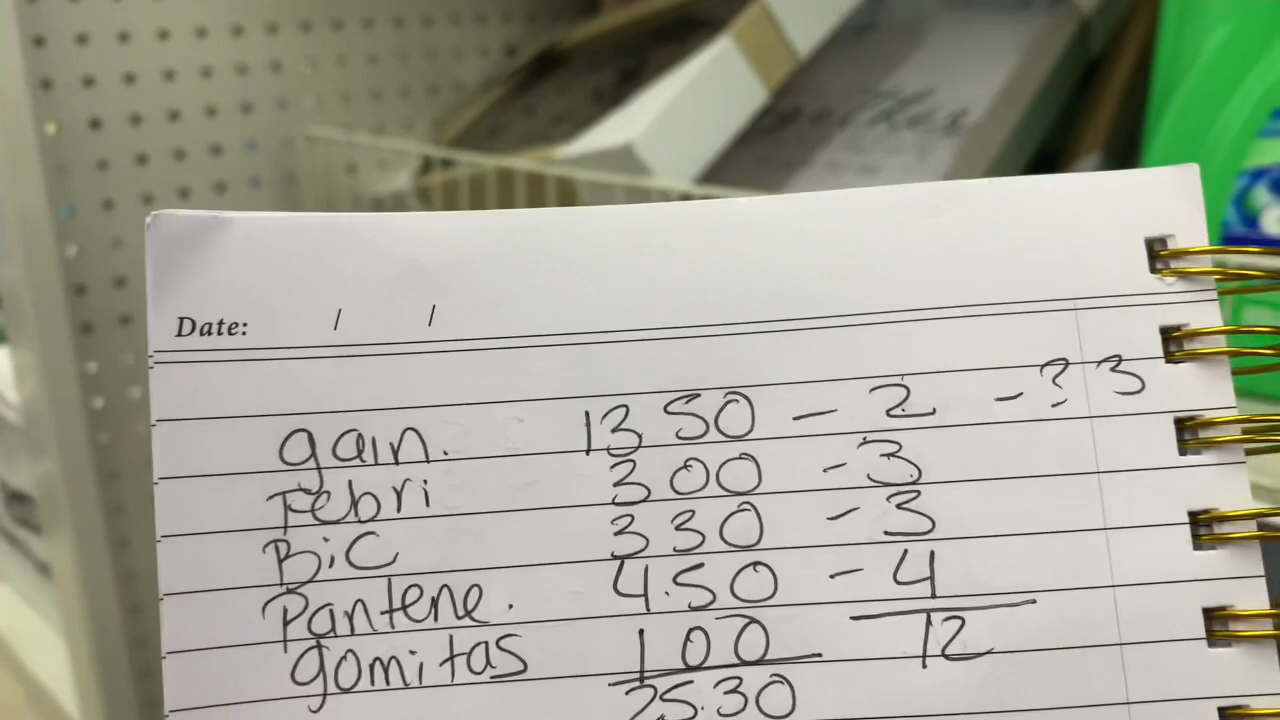 Date: / /
gain. 13 50 - 2 - ? 3
Febri 3 00 - 3
BiC 3 30 - 3
Pantene. 4.50 - 4
gomitas 1 00 12
25.30